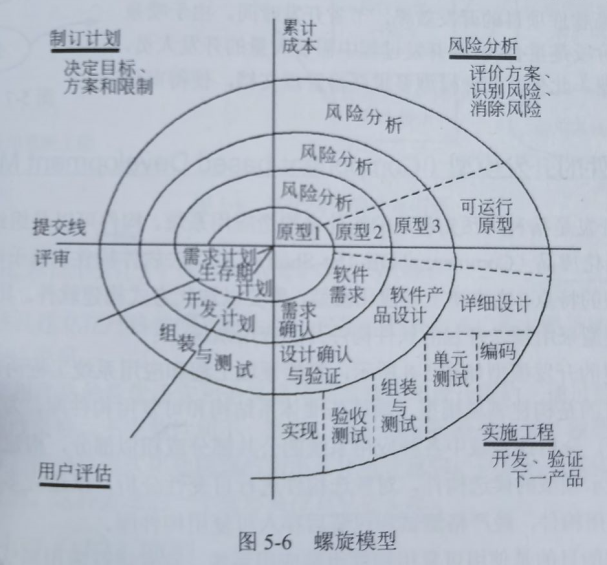 制订计划
决定目标、
方案和限制
累计
成本
风险分析
评价方案、
识别风险、
消除风险
风险分析
风险分析
风险分析
提交线
评审
原型1
原型2
原型3
可运行
原型
需求计划
生存期
计划
开发计划
组装与测试
软件
需求
需求
确认
软件产
品设计
详细设计
设计确认
与验证
实现
验收
测试
组装
与
测试
单元
测试
编码
用户评估
实施工程
开发、验证
下一产品
图 5-6 螺旋模型